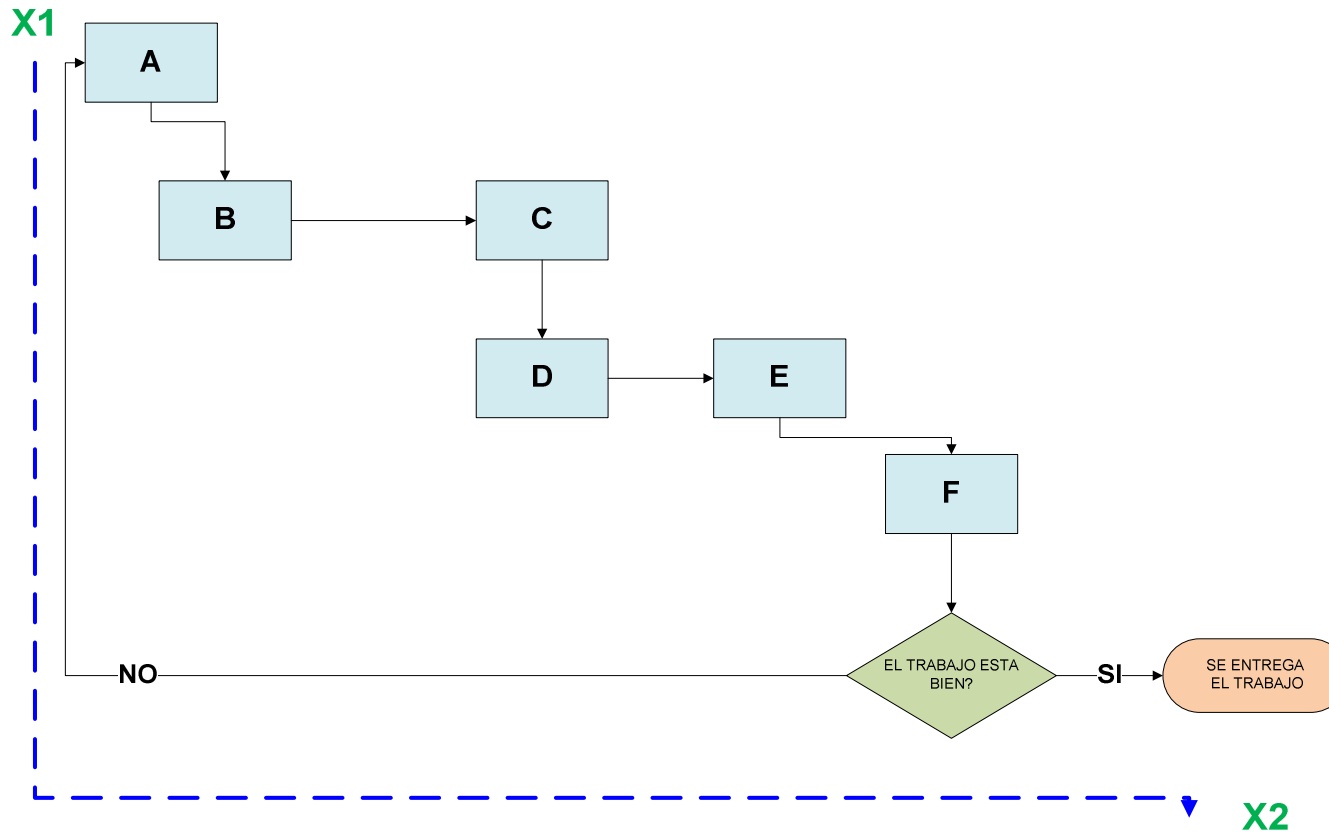 X1
A
B
C
D
E
F
EL TRABAJO ESTA
BIEN?
NO
SI
SE ENTREGA
EL TRABAJO
X2